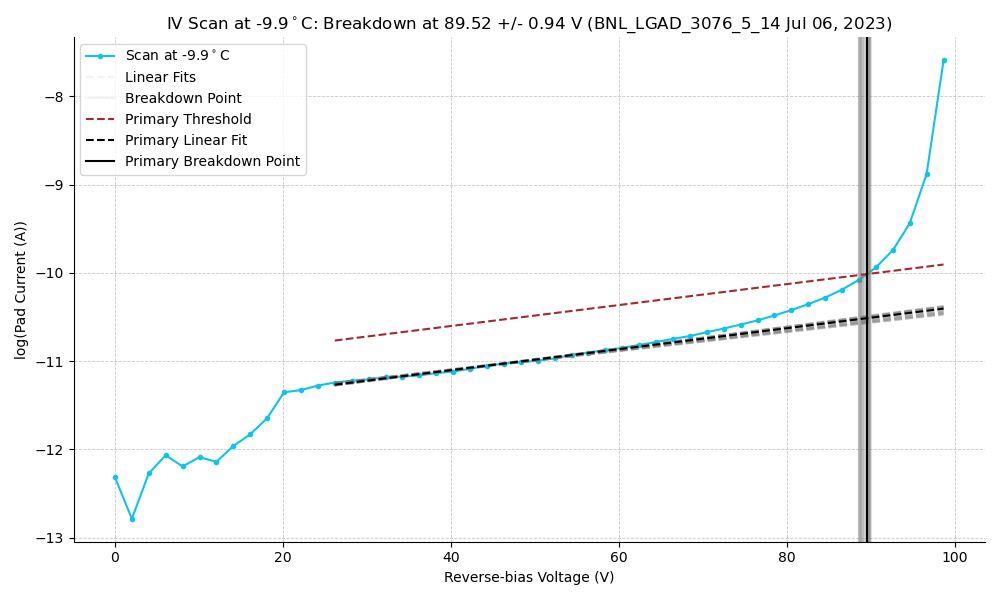 IV Scan at -9.9°C: Breakdown at 89.52 +/- 0.94 V (BNL_LGAD_3076_5_14 Jul 06, 2023)
Scan at -9.9°C
Linear Fits
Breakdown Point
Primary Threshold
Primary Linear Fit
Primary Breakdown Point
log(Pad Current (A))
−8
−9
−10
−11
−12
−13
0 20 40 60 80 100
Reverse-bias Voltage (V)